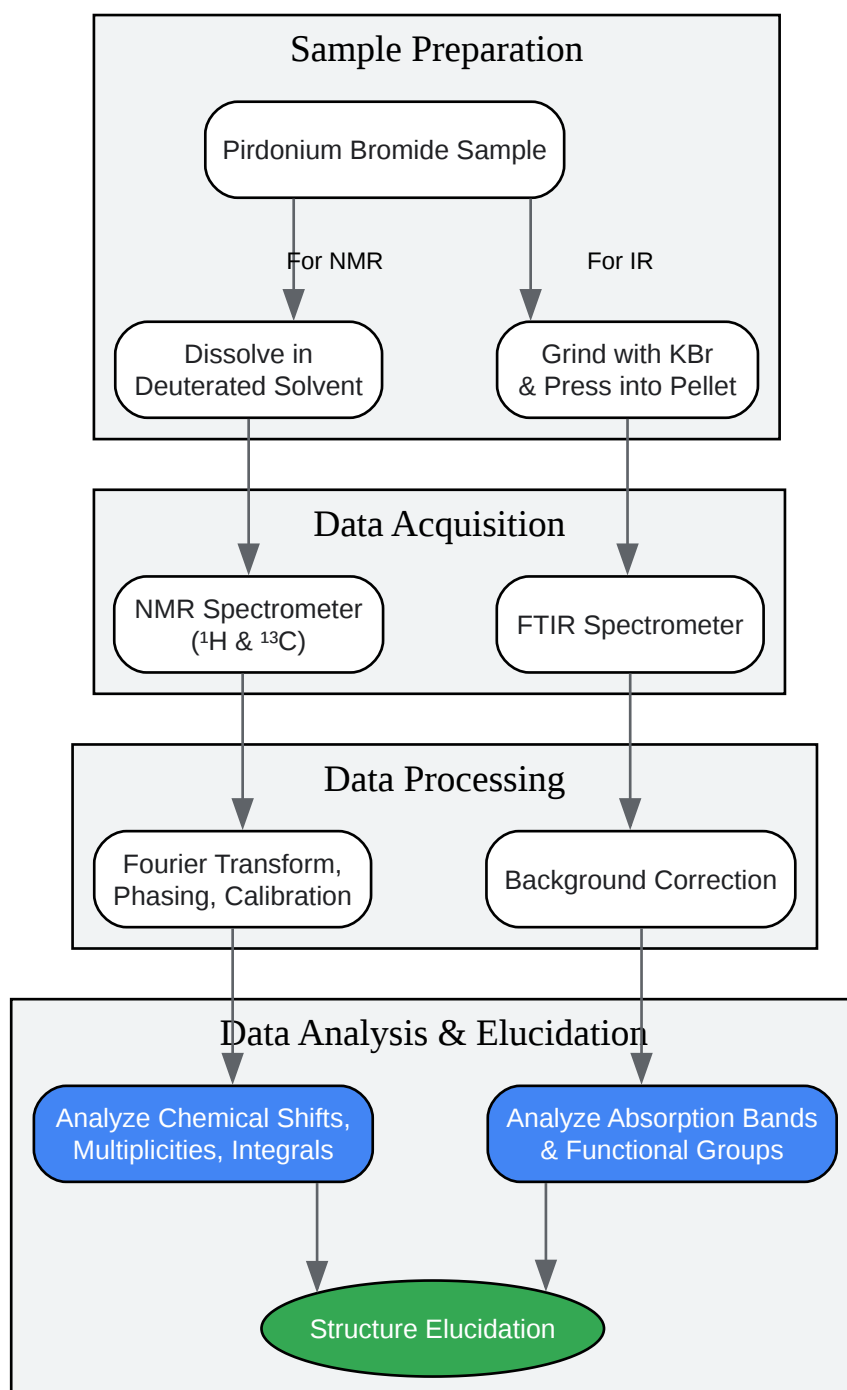 Sample Preparation
Pirdonium Bromide Sample
For NMR
For IR
Dissolve in
Deuterated Solvent
Grind with KBr
& Press into Pellet
Data Acquisition
NMR Spectrometer
(¹H & ¹³C)
FTIR Spectrometer
Data Processing
Fourier Transform,
Phasing, Calibration
Background Correction
Data Analysis & Elucidation
Analyze Chemical Shifts,
Multiplicities, Integrals
Analyze Absorption Bands
& Functional Groups
Structure Elucidation